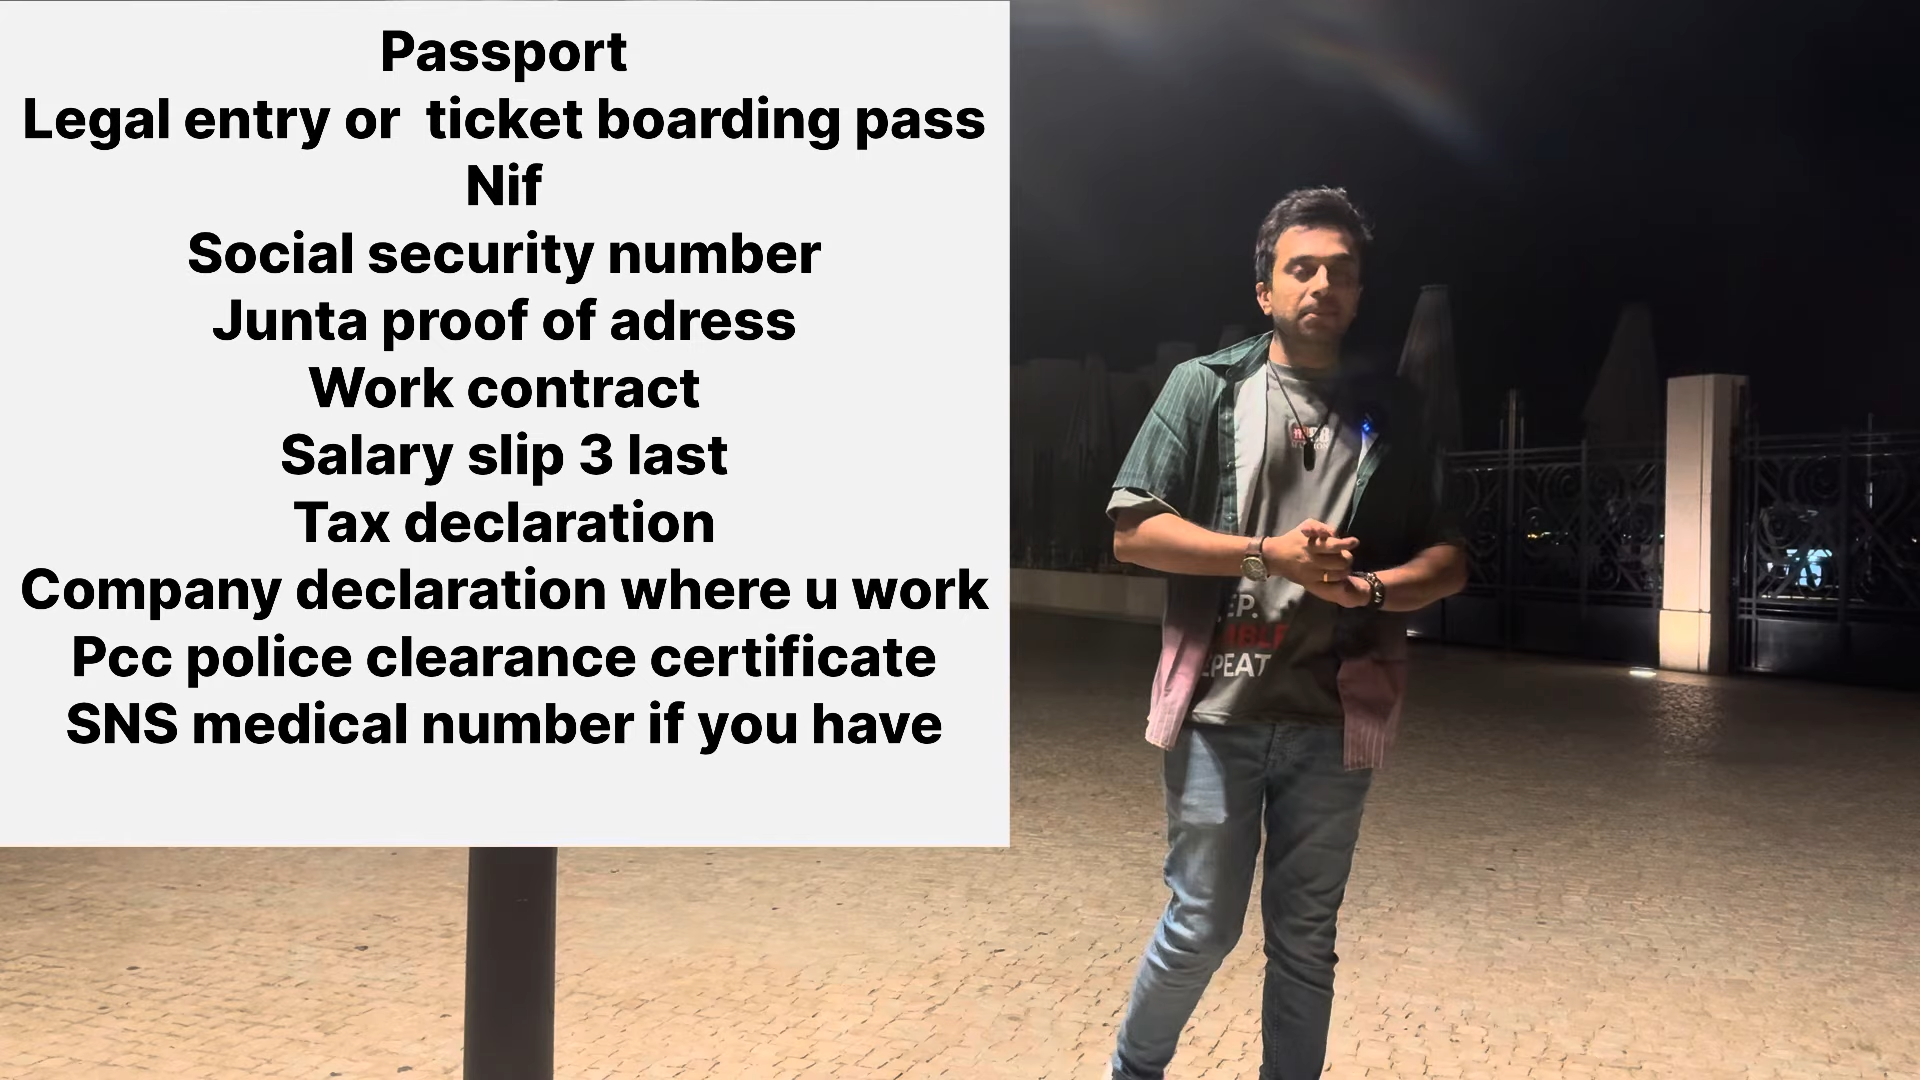 Passport
Legal entry or  ticket boarding pass
Nif
Social security number
Junta proof of adress
Work contract
Salary slip 3 last
Tax declaration
Company declaration where u work
Pcc police clearance certificate
SNS medical number if you have
EPEAT